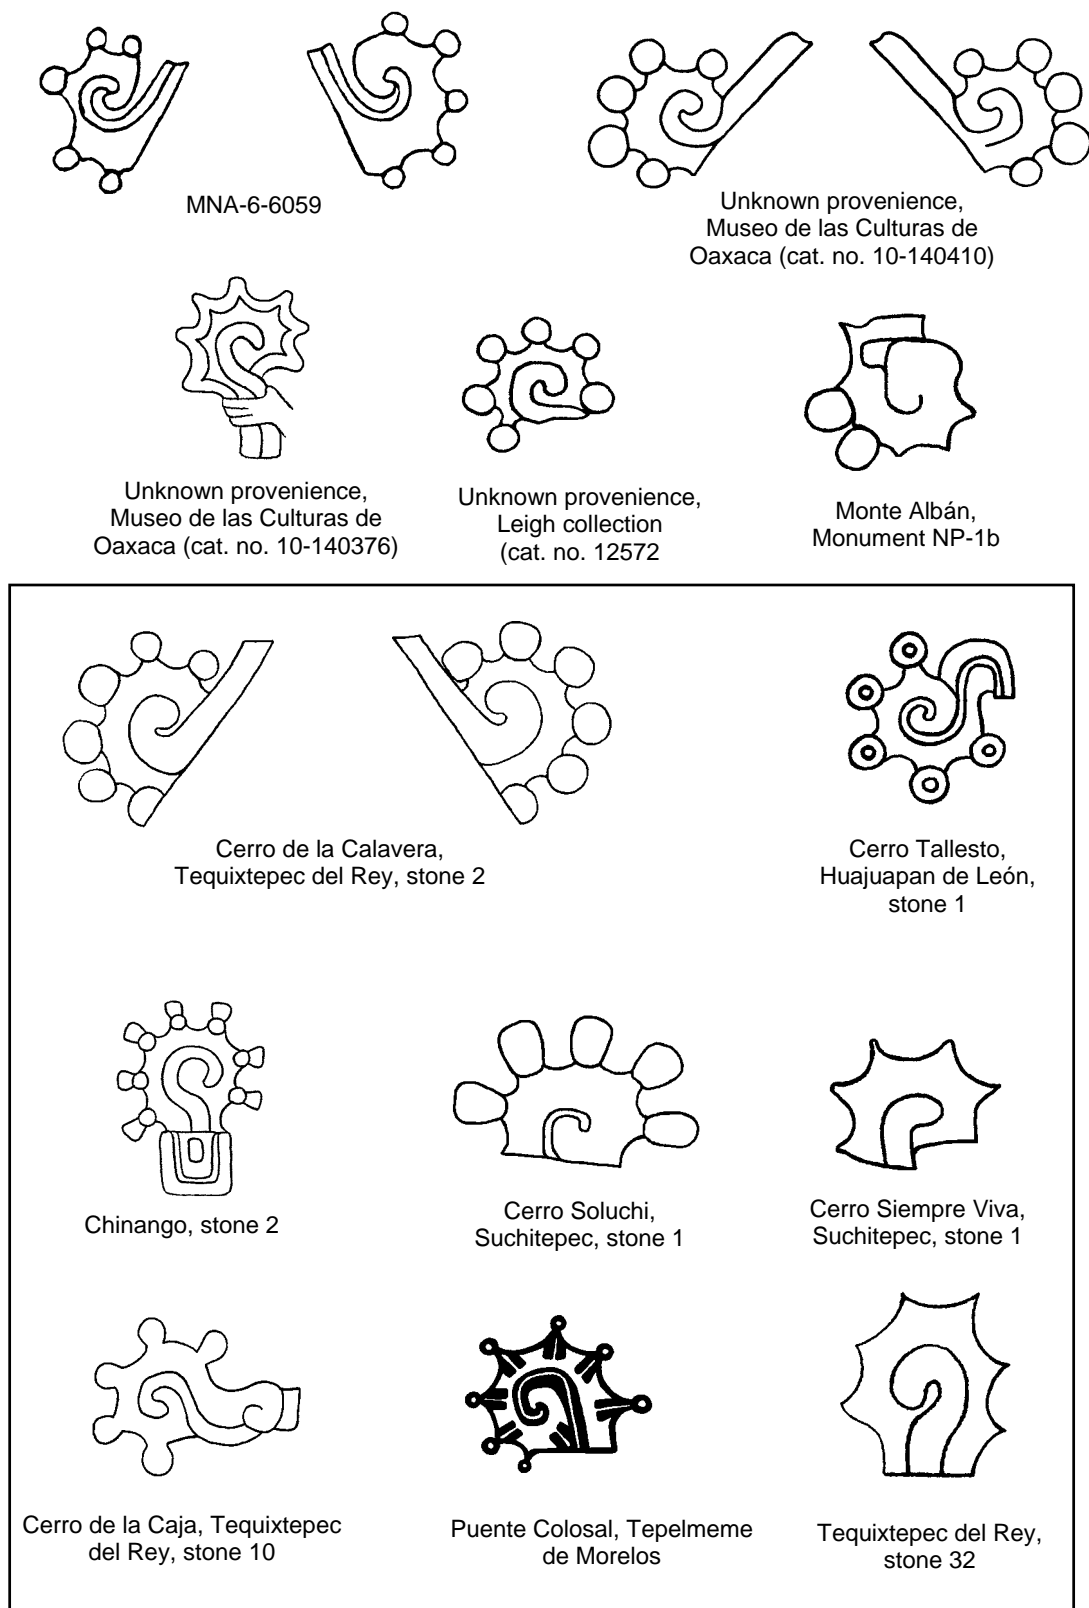 MNA-6-6059
Unknown provenience,
Museo de las Culturas de
Oaxaca (cat. no. 10-140410)
Unknown provenience,
Museo de las Culturas de
Oaxaca (cat. no. 10-140376)
Unknown provenience,
Leigh collection
(cat. no. 12572
Monte Albán,
Monument NP-1b
Cerro de la Calavera,
Tequixtepec del Rey, stone 2
Cerro Tallesto,
Huajuapan de León,
stone 1
Chinango, stone 2
Cerro Soluchi,
Suchitepec, stone 1
Cerro Siempre Viva,
Suchitepec, stone 1
Cerro de la Caja, Tequixtepec
del Rey, stone 10
Puente Colosal, Tepelmeme
de Morelos
Tequixtepec del Rey,
stone 32